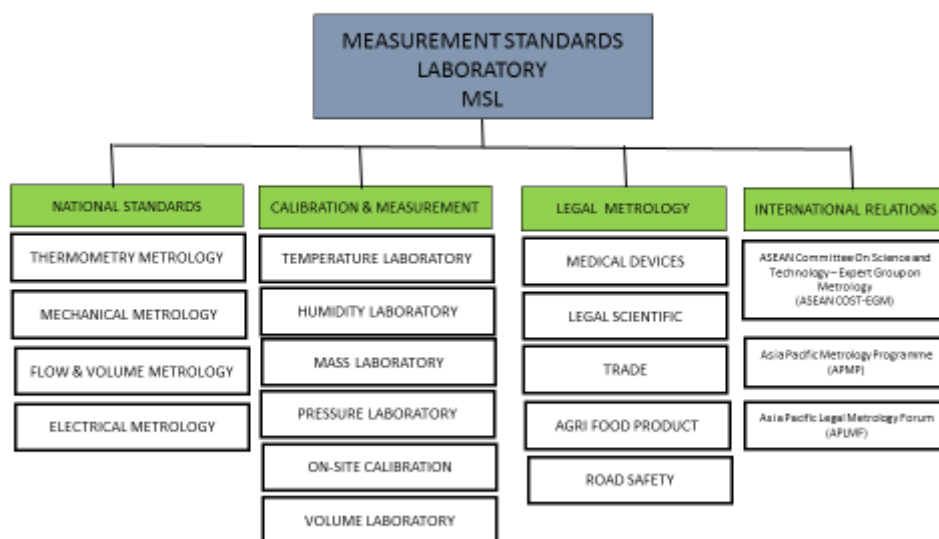 MEASUREMENT STANDARDS
LABORATORY
MSL
NATIONAL STANDARDS
THERMOMETRY METROLOGY
MECHANICAL METROLOGY
FLOW & VOLUME METROLOGY
ELECTRICAL METROLOGY
CALIBRATION & MEASUREMENT
TEMPERATURE LABORATORY
HUMIDITY LABORATORY
MASS LABORATORY
PRESSURE LABORATORY
ON-SITE CALIBRATION
VOLUME LABORATORY
LEGAL METROLOGY
MEDICAL DEVICES
LEGAL SCIENTIFIC
TRADE
AGRI FOOD PRODUCT
ROAD SAFETY
INTERNATIONAL RELATIONS
ASEAN Committee On Science and
Technology – Expert Group on
Metrology
(ASEAN COST-EGM)
Asia Pacific Metrology Programme
(APMP)
Asia Pacific Legal Metrology Forum
(APLMF)